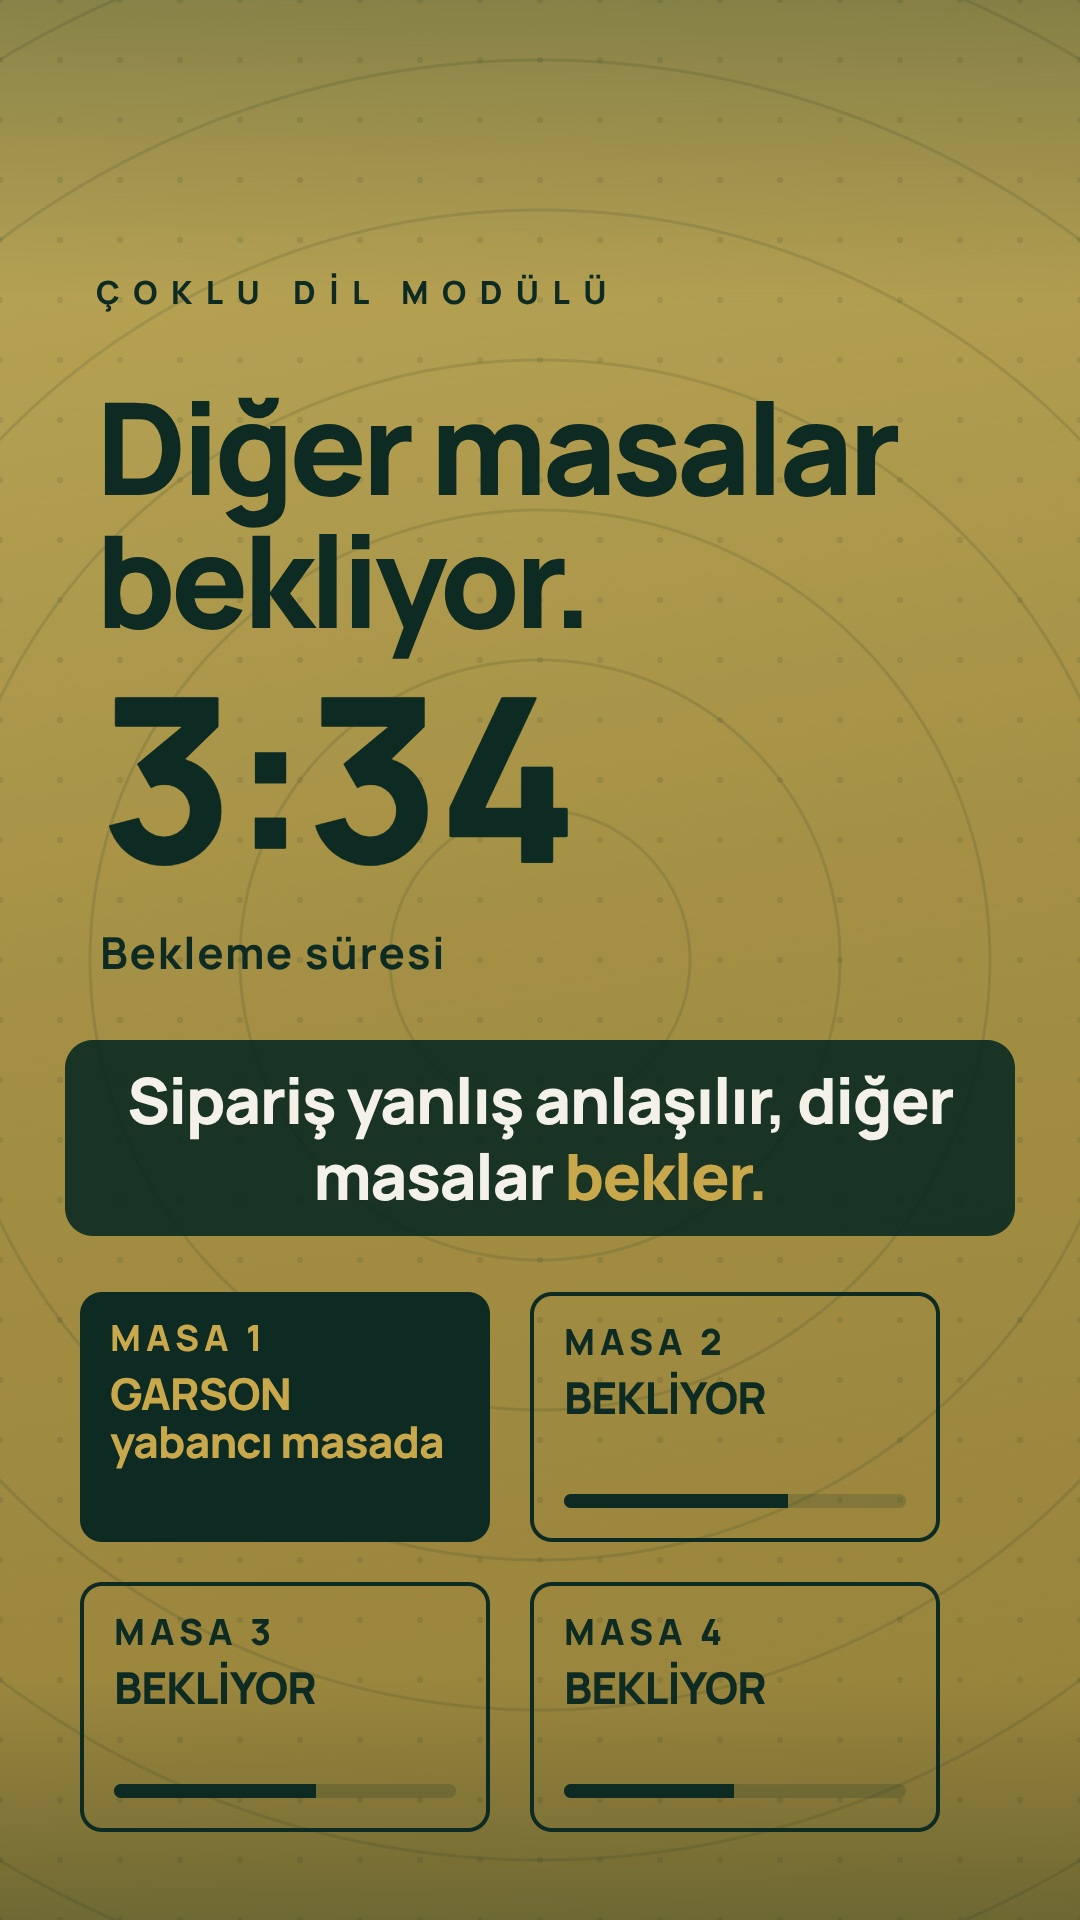 ÇOKLU DİL MODÜLÜ
Diğer masalar
bekliyor.
3:34
Bekleme süresi
Sipariş yanlış anlaşılır, diğer
masalar bekler.
MASA 1
GARSON
yabancı masada
MASA 2
BEKLİYOR
MASA 3
BEKLİYOR
MASA 4
BEKLİYOR